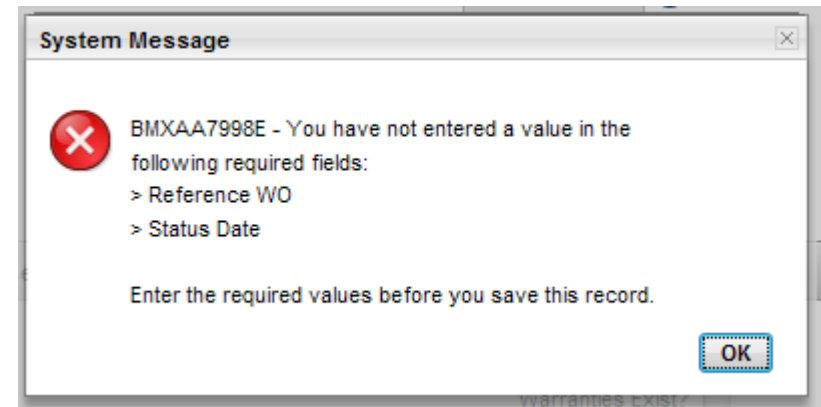 System Message
BMXAA7998E - You have not entered a value in the
following required fields:
> Reference WO
> Status Date
Enter the required values before you save this record.
OK
Warranties Exist?